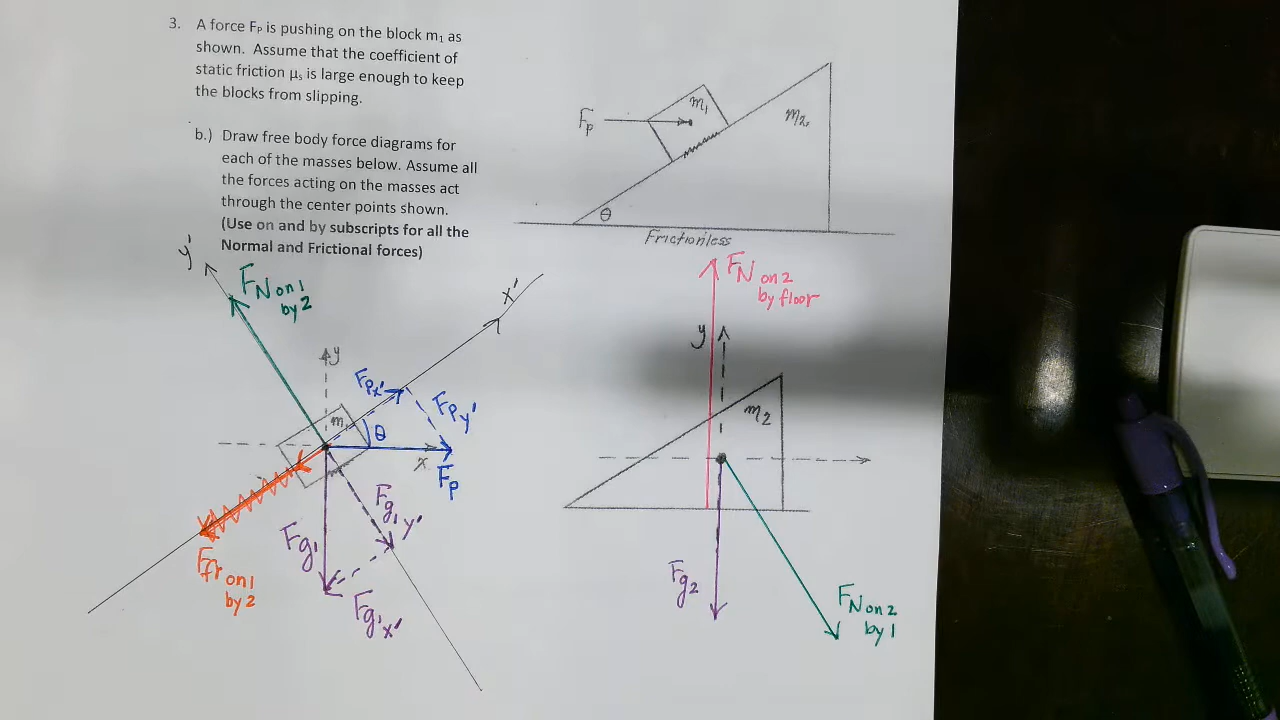 3. A force FP is pushing on the block m1 as
shown. Assume that the coefficient of
static friction μs is large enough to keep
the blocks from slipping.
b.) Draw free body force diagrams for
each of the masses below. Assume all
the forces acting on the masses act
through the center points shown.
(Use on and by subscripts for all the
Normal and Frictional forces)
Fp
m1
m2
θ
Frictionless
y'
FN on 1
by 2
x'
y
Fpx'
Fpy'
m1
θ
x
Fp
Fg1y'
Fg1
Fg1x'
Ffr on 1
by 2
FN on 2
by floor
y
m2
Fg2
FN on 2
by 1